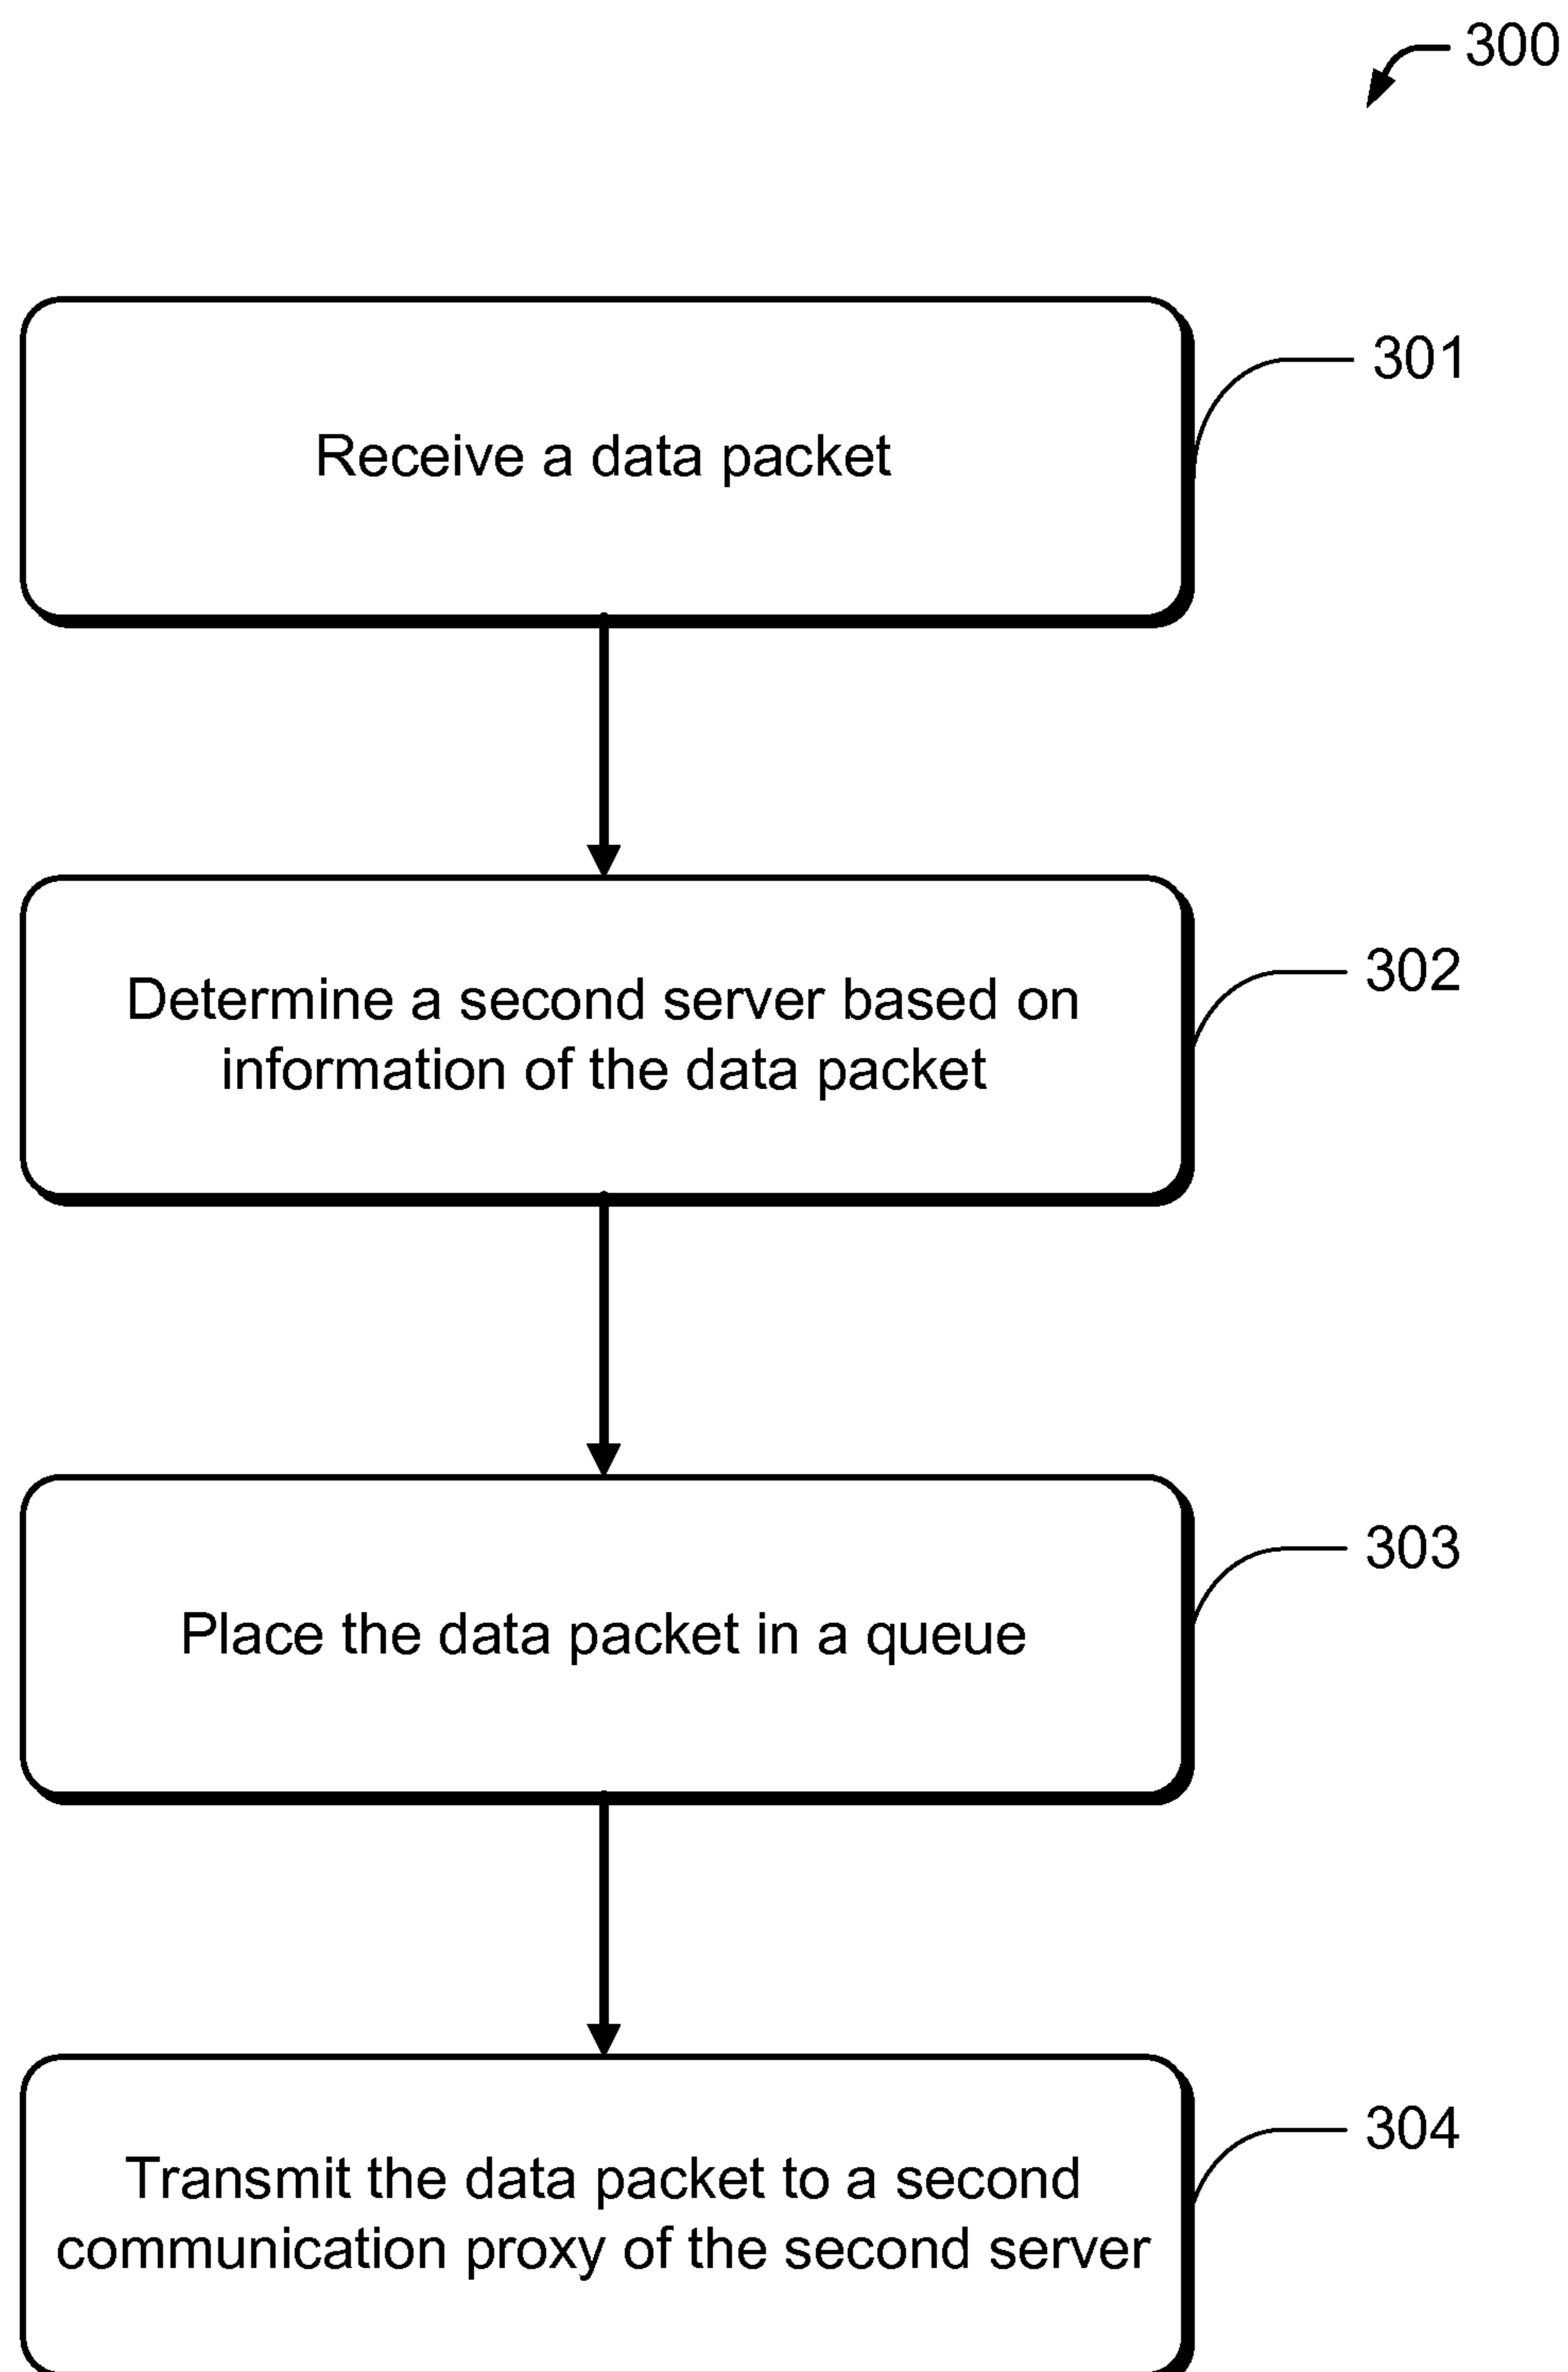 300
Receive a data packet
301
Determine a second server based on
information of the data packet
302
Place the data packet in a queue
303
Transmit the data packet to a second
communication proxy of the second server
304